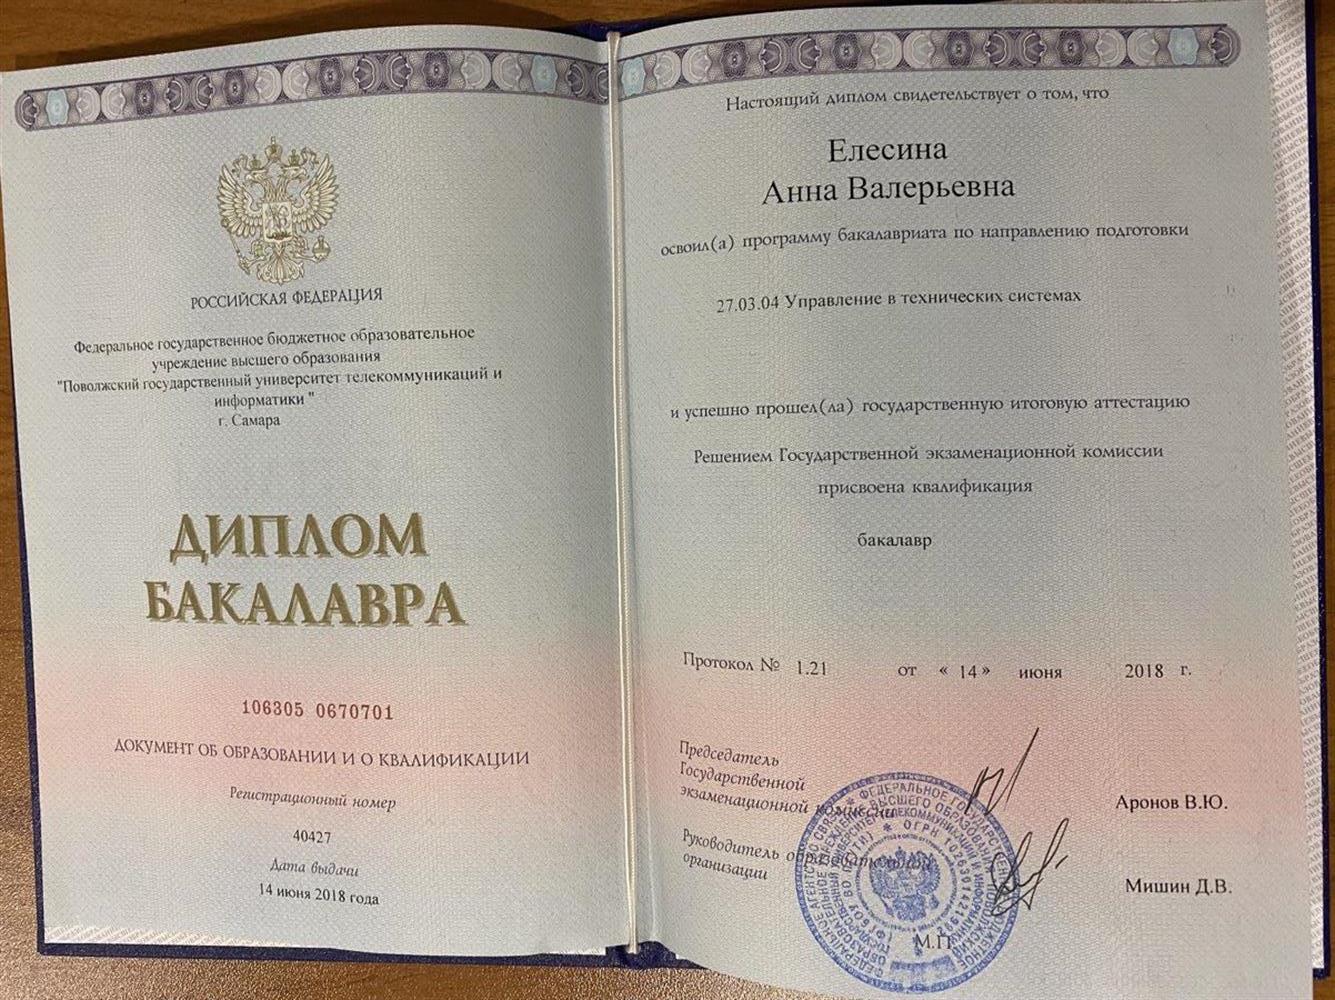 РОССИЙСКАЯ ФЕДЕРАЦИЯ
Федеральное государственное бюджетное образовательное
учреждение высшего образования
"Поволжский государственный университет телекоммуникаций и
информатики "
г. Самара
ДИПЛОМ
БАКАЛАВРА
106305 0670701
ДОКУМЕНТ ОБ ОБРАЗОВАНИИ И О КВАЛИФИКАЦИИ
Регистрационный номер
40427
Дата выдачи
14 июня 2018 года
Настоящий диплом свидетельствует о том, что
Елесина
Анна Валерьевна
освоил(а) программу бакалавриата по направлению подготовки
27.03.04 Управление в технических системах
и успешно прошел(ла) государственную итоговую аттестацию
Решением Государственной экзаменационной комиссии
присвоена квалификация
бакалавр
Протокол № 1.21 от « 14 » июня 2018 г.
Председатель
Государственной
экзаменационной комиссии
Аронов В.Ю.
Руководитель образовательной
организации
Мишин Д.В.
М.П.